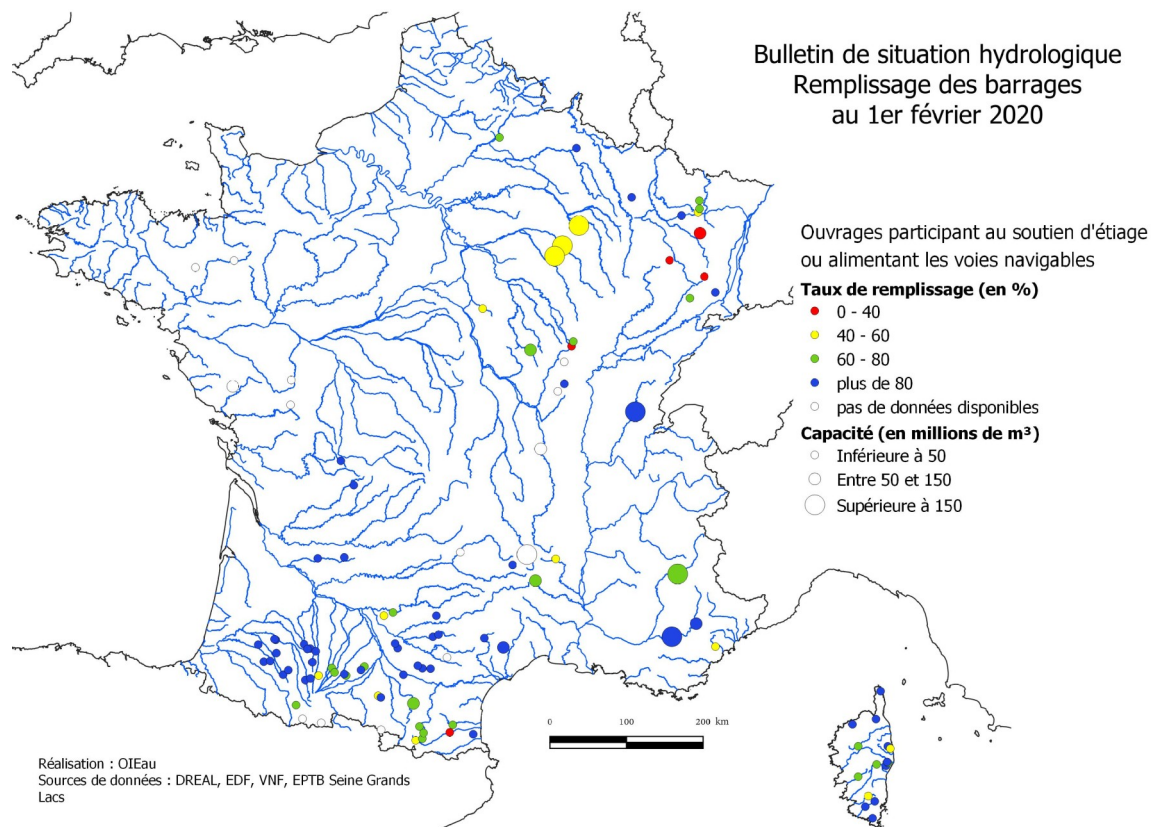 Bulletin de situation hydrologique
Remplissage des barrages
au 1er février 2020
Ouvrages participant au soutien d'étiage
ou alimentant les voies navigables
Taux de remplissage (en %)
0 - 40
40 - 60
60 - 80
plus de 80
pas de données disponibles
Capacité (en millions de m³)
Inférieure à 50
Entre 50 et 150
Supérieure à 150
0 100 200 km
Réalisation : OIEau
Sources de données : DREAL, EDF, VNF, EPTB Seine Grands
Lacs